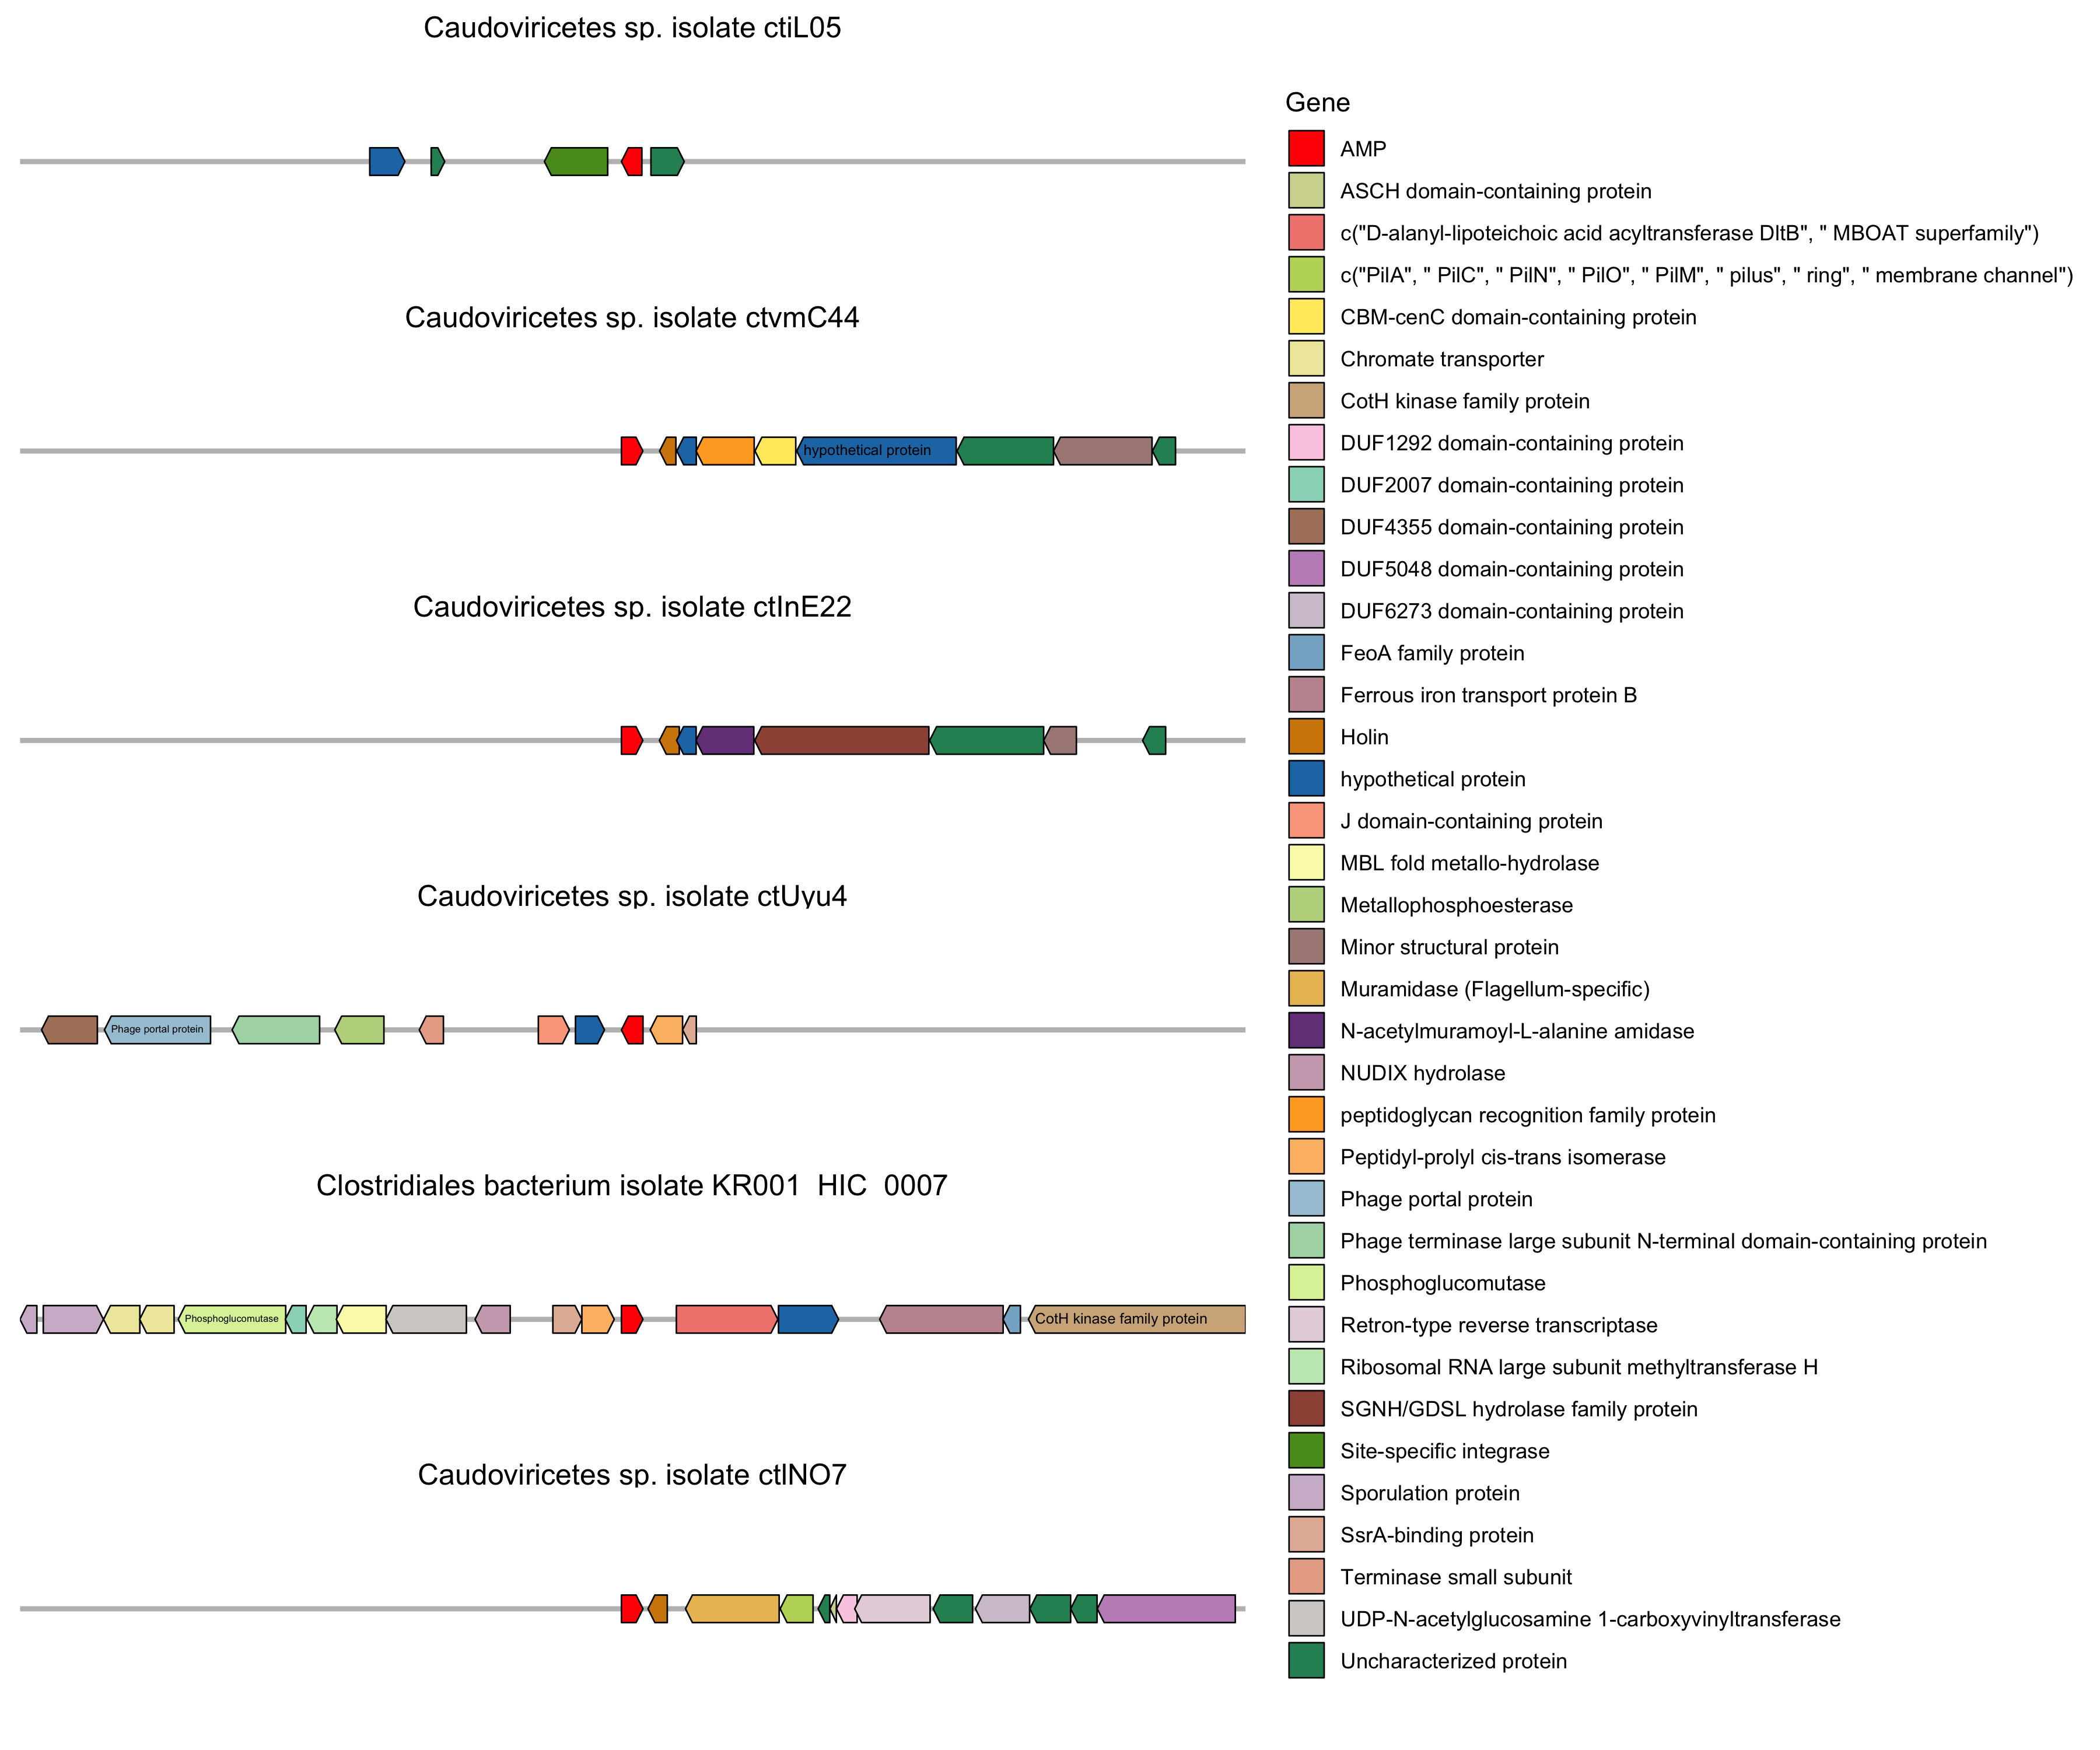 Caudoviricetes sp. isolate ctiL05
Caudoviricetes sp. isolate ctvmC44
hypothetical protein
Caudoviricetes sp. isolate ctInE22
Caudoviricetes sp. isolate ctUyu4
Phage portal protein
Clostridiales bacterium isolate KR001 HIC 0007
Phosphoglucomutase
CotH kinase family protein
Caudoviricetes sp. isolate ctINO7
Gene
AMP
ASCH domain-containing protein
c("D-alanyl-lipoteichoic acid acyltransferase DltB", " MBOAT superfamily")
c("PilA", " PilC", " PilN", " PilO", " PilM", " pilus", " ring", " membrane channel")
CBM-cenC domain-containing protein
Chromate transporter
CotH kinase family protein
DUF1292 domain-containing protein
DUF2007 domain-containing protein
DUF4355 domain-containing protein
DUF5048 domain-containing protein
DUF6273 domain-containing protein
FeoA family protein
Ferrous iron transport protein B
Holin
hypothetical protein
J domain-containing protein
MBL fold metallo-hydrolase
Metallophosphoesterase
Minor structural protein
Muramidase (Flagellum-specific)
N-acetylmuramoyl-L-alanine amidase
NUDIX hydrolase
peptidoglycan recognition family protein
Peptidyl-prolyl cis-trans isomerase
Phage portal protein
Phage terminase large subunit N-terminal domain-containing protein
Phosphoglucomutase
Retron-type reverse transcriptase
Ribosomal RNA large subunit methyltransferase H
SGNH/GDSL hydrolase family protein
Site-specific integrase
Sporulation protein
SsrA-binding protein
Terminase small subunit
UDP-N-acetylglucosamine 1-carboxyvinyltransferase
Uncharacterized protein